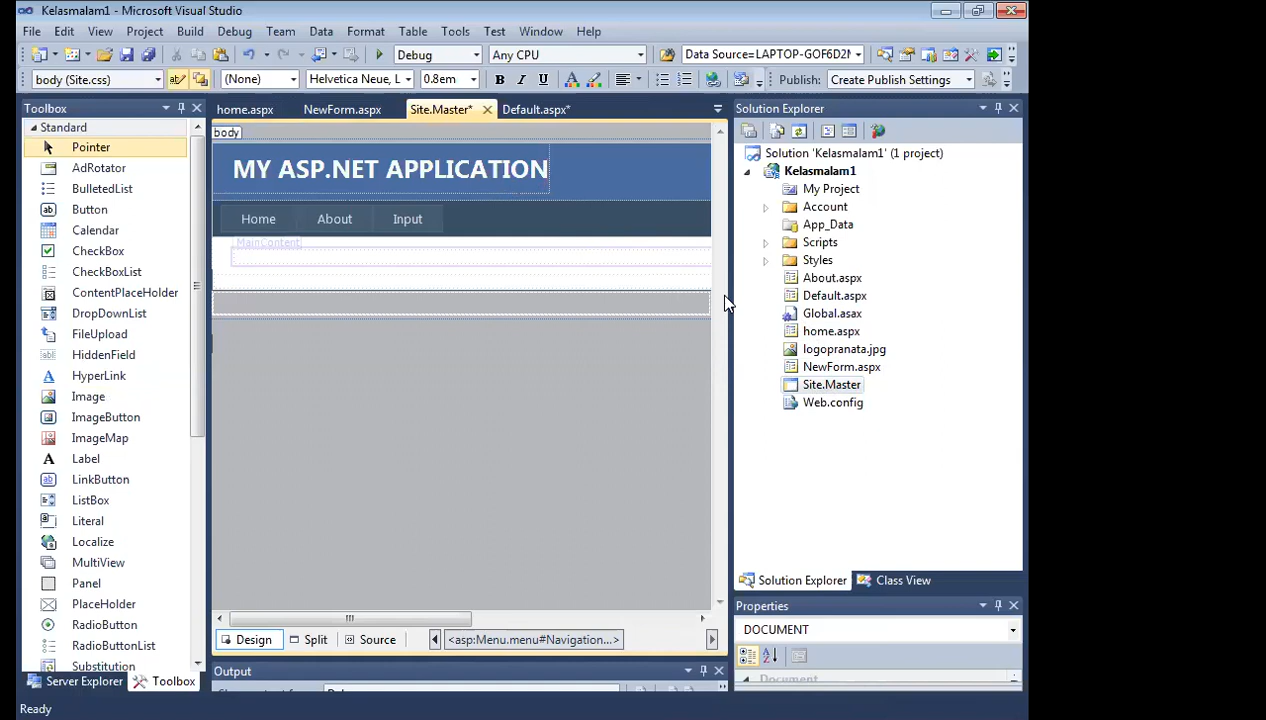 Kelasmalam1 - Microsoft Visual Studio
File Edit View Project Build Debug Team Data Format Table Tools Test Window Help
Debug Any CPU Data Source=LAPTOP-GOF6D2N
body (Site.css) (None) Helvetica Neue, L 0.8em B I U A Publish: Create Publish Settings
Toolbox
Standard
Pointer
AdRotator
BulletedList
Button
Calendar
CheckBox
CheckBoxList
ContentPlaceHolder
DropDownList
FileUpload
HiddenField
HyperLink
Image
ImageButton
ImageMap
Label
LinkButton
ListBox
Literal
Localize
MultiView
Panel
PlaceHolder
RadioButton
RadioButtonList
Substitution
Server Explorer Toolbox
home.aspx NewForm.aspx Site.Master* Default.aspx*
body
MY ASP.NET APPLICATION
Home About Input
MainContent
Design Split Source <asp:Menu.menu#Navigation...>
Output
Solution Explorer
Solution 'Kelasmalam1' (1 project)
Kelasmalam1
My Project
Account
App_Data
Scripts
Styles
About.aspx
Default.aspx
Global.asax
home.aspx
logopranata.jpg
NewForm.aspx
Site.Master
Web.config
Solution Explorer Class View
Properties
DOCUMENT
Document
Ready